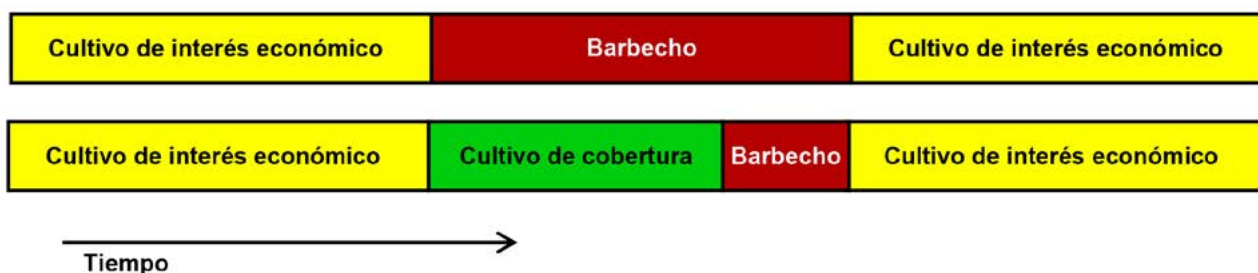 Cultivo de interés económico Barbecho Cultivo de interés económico
Cultivo de interés económico Cultivo de cobertura Barbecho Cultivo de interés económico
Tiempo